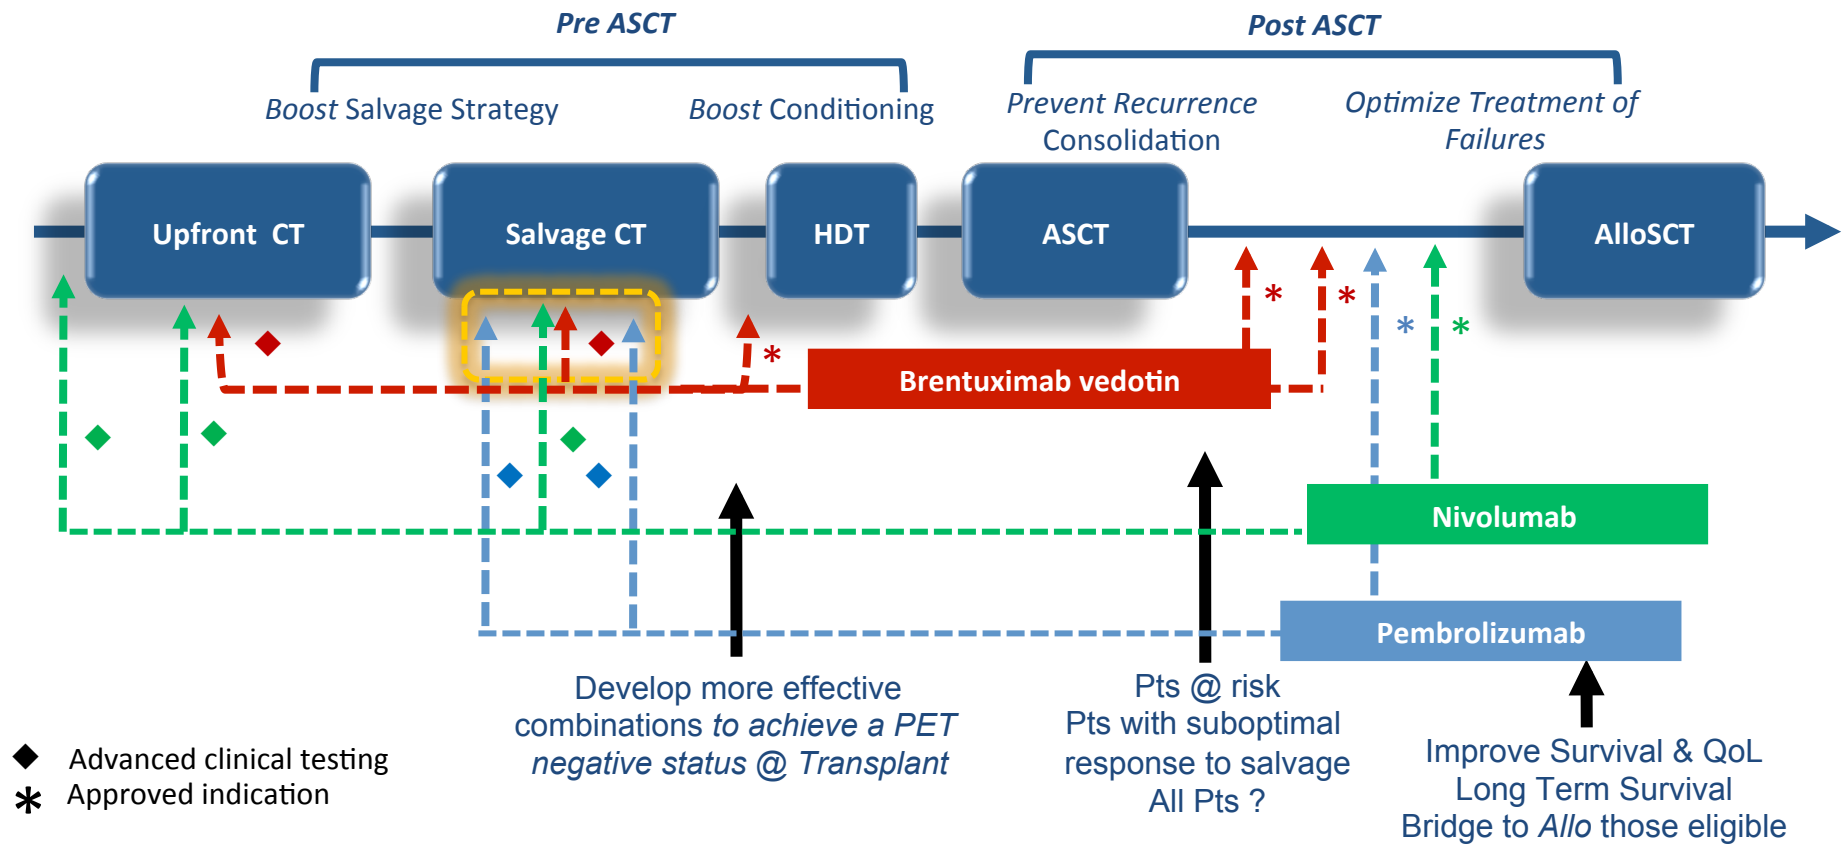 Pre ASCT
Post ASCT
Boost Salvage Strategy
Boost Conditioning
Prevent Recurrence
Consolidation
Optimize Treatment of
Failures
Upfront CT
Salvage CT
HDT
ASCT
AlloSCT
*
*
*
*
*
Brentuximab vedotin
Nivolumab
Pembrolizumab
Develop more effective
combinations to achieve a PET
negative status @ Transplant
Pts @ risk
Pts with suboptimal
response to salvage
All Pts ?
Improve Survival & QoL
Long Term Survival
Bridge to Allo those eligible
◆ Advanced clinical testing
* Approved indication